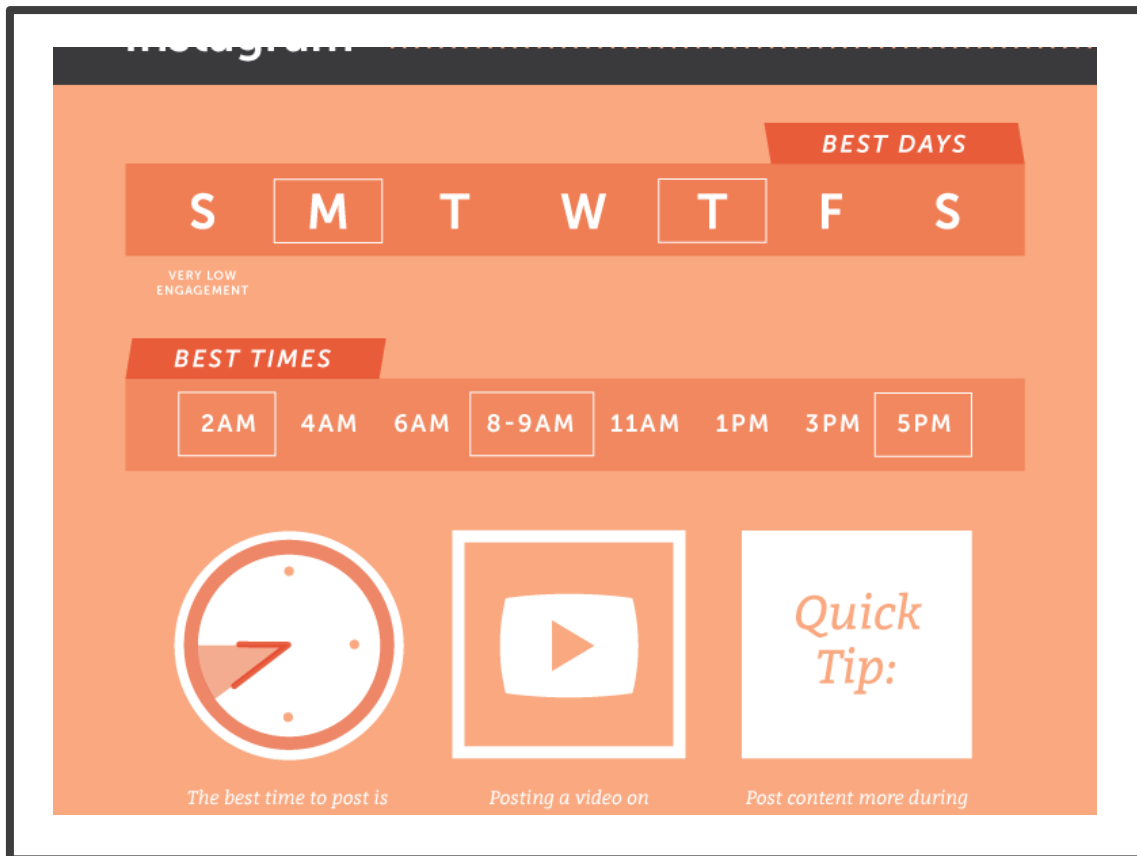 Instagram
BEST DAYS
S M T W T F S
VERY LOW
ENGAGEMENT
BEST TIMES
2AM 4AM 6AM 8-9AM 11AM 1PM 3PM 5PM
Quick
Tip:
The best time to post is
Posting a video on
Post content more during